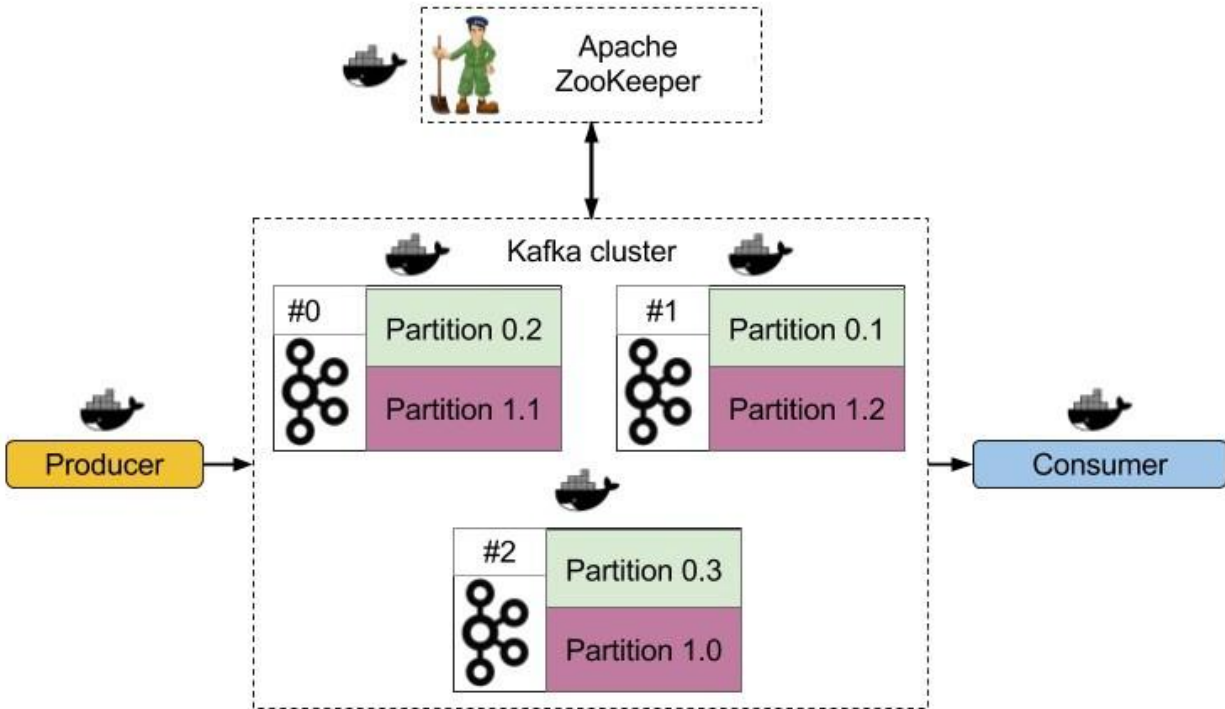 Apache
ZooKeeper
Kafka cluster
#0
Partition 0.2
Partition 1.1
#1
Partition 0.1
Partition 1.2
Producer
Consumer
#2
Partition 0.3
Partition 1.0